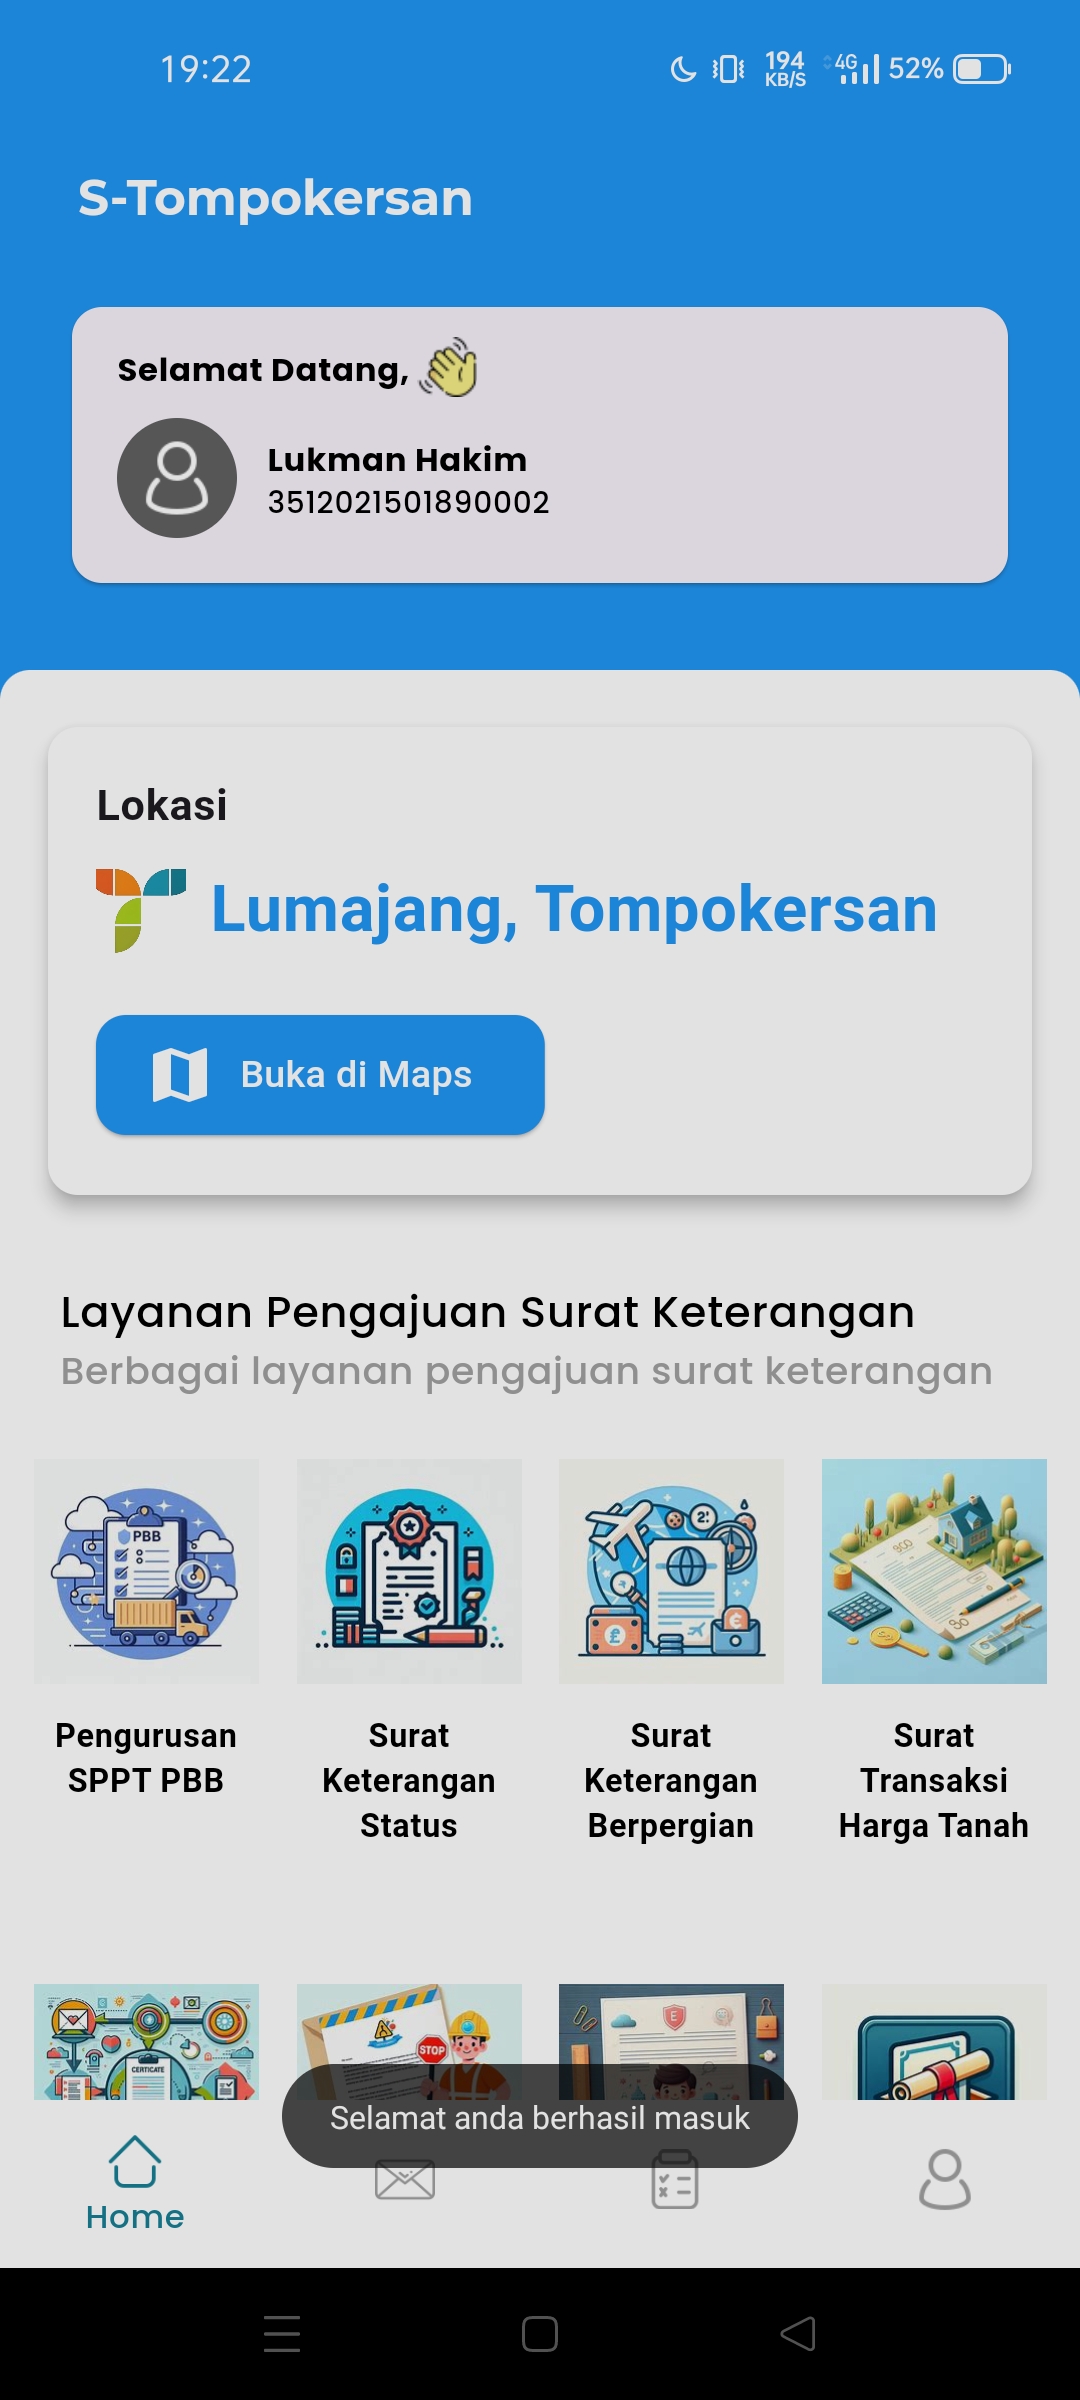 19:22
194
KB/S
4G
52%
S-Tompokersan
Selamat Datang,
Lukman Hakim
3512021501890002
Lokasi
Lumajang, Tompokersan
Buka di Maps
Layanan Pengajuan Surat Keterangan
Berbagai layanan pengajuan surat keterangan
PBB
Pengurusan
SPPT PBB
Surat
Keterangan
Status
Surat
Keterangan
Berpergian
Surat
Transaksi
Harga Tanah
STOP
Selamat anda berhasil masuk
Home